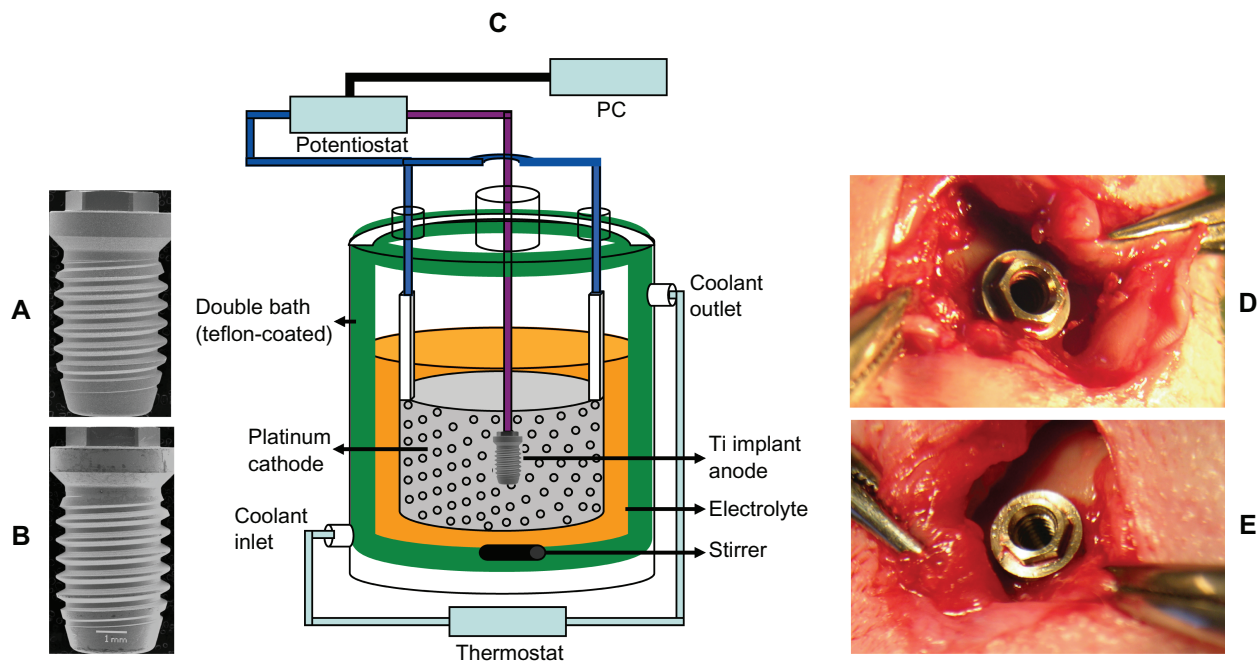 C
PC
Potentiostat
A
B
Double bath
(teflon-coated)
Coolant
outlet
D
Platinum
cathode
Ti implant
anode
Electrolyte
Coolant
inlet
Stirrer
E
1 mm
Thermostat